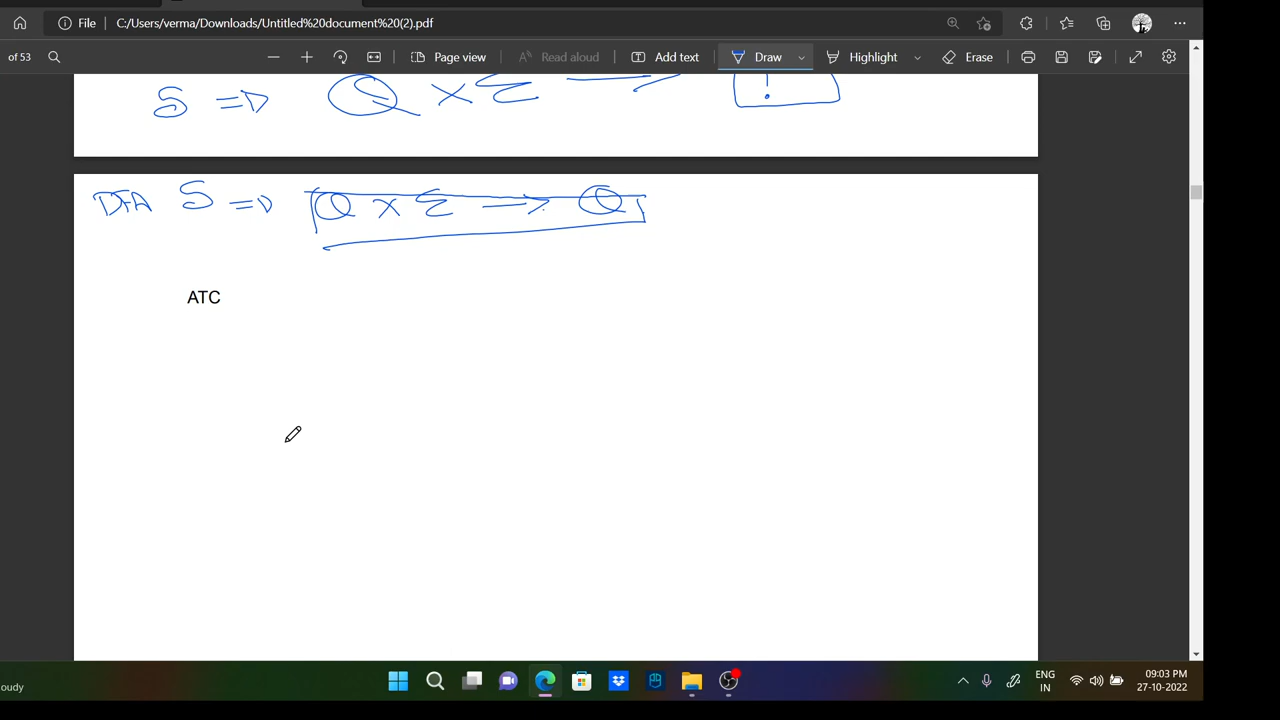 File C:/Users/verma/Downloads/Untitled%20document%20(2).pdf
of 53 Page view Read aloud Add text Draw Highlight Erase
δ => Q × Σ → !
DFA δ => Q × Σ → Q
ATC
oudy
ENG
IN
09:03 PM
27-10-2022